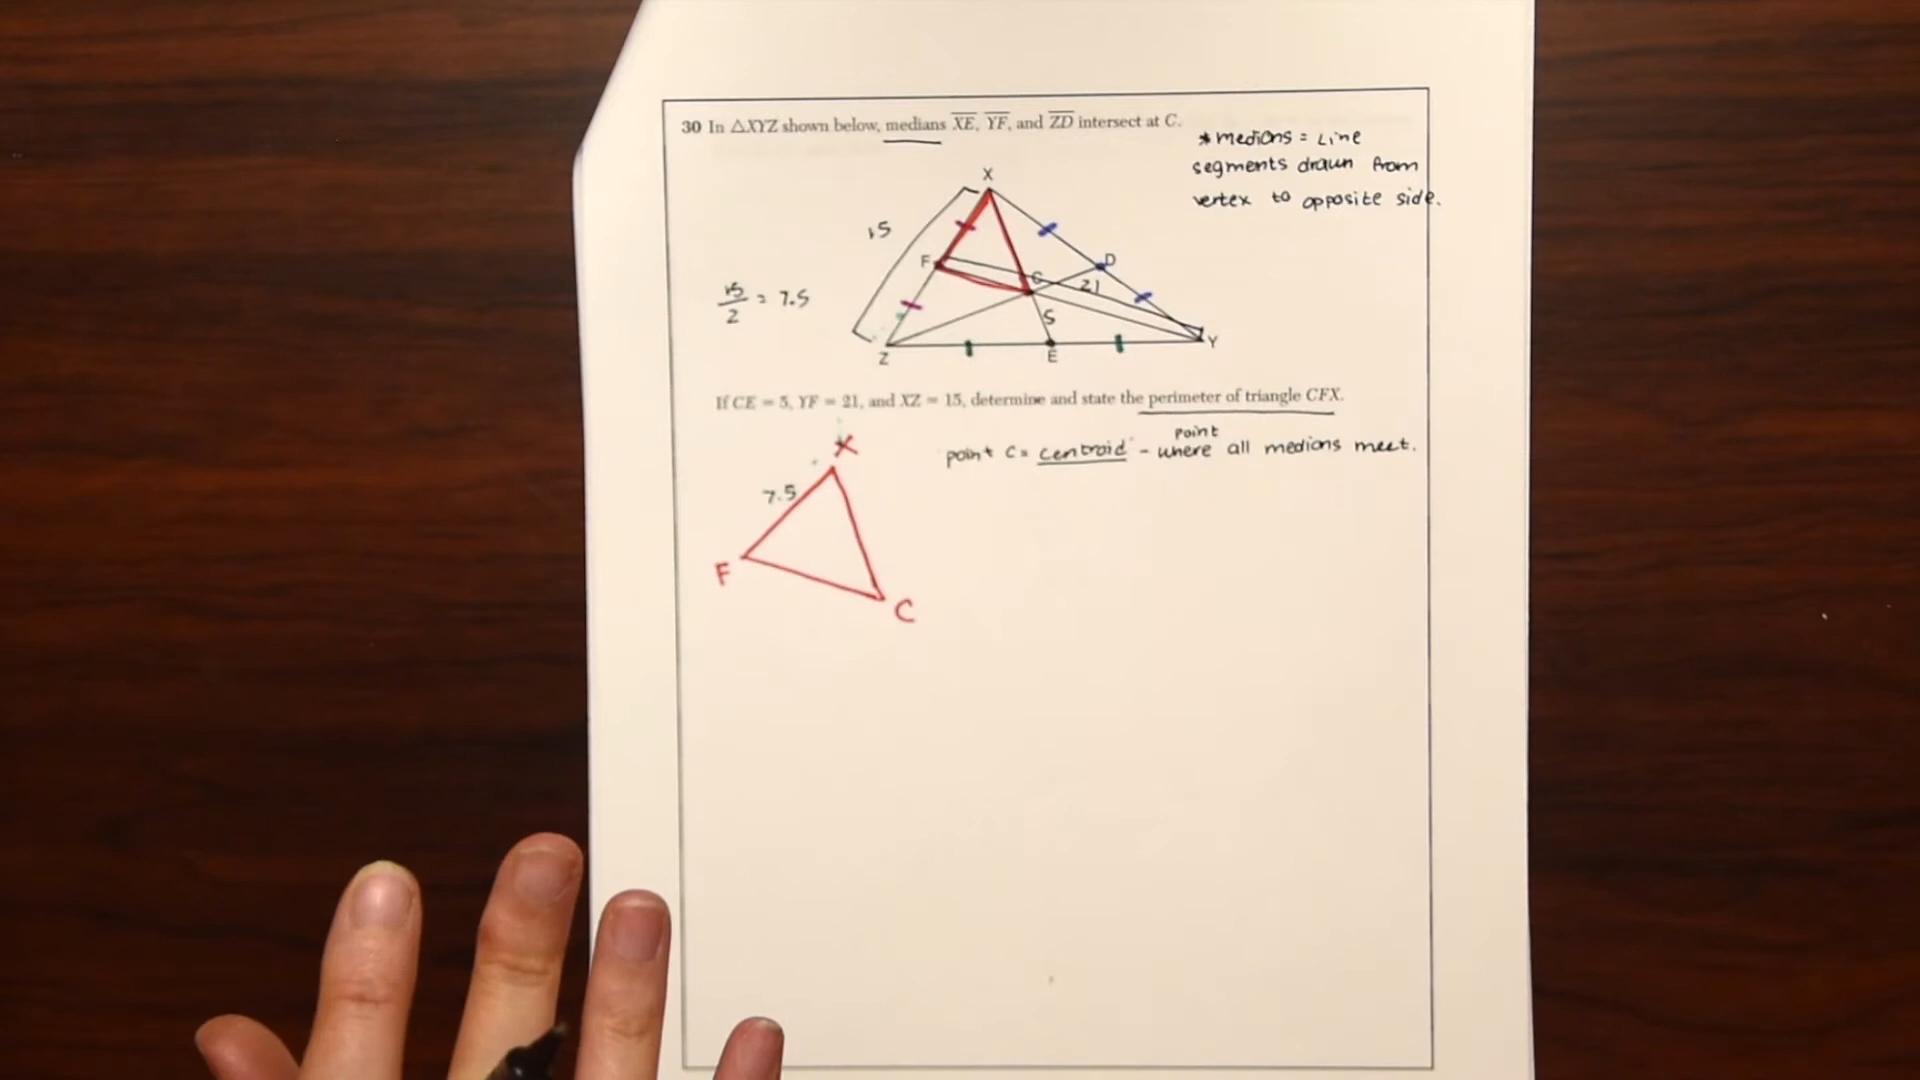 30 In △XYZ shown below, medians XE, YF, and ZD intersect at C.
* medians = Line
segments drawn from
vertex to opposite side.
X
15
F
D
C
21
15/2 = 7.5
5
Z
E
Y
If CE = 5, YF = 21, and XZ = 15, determine and state the perimeter of triangle CFX.
point
point C = centroid - where all medians meet.
X
7.5
F
C